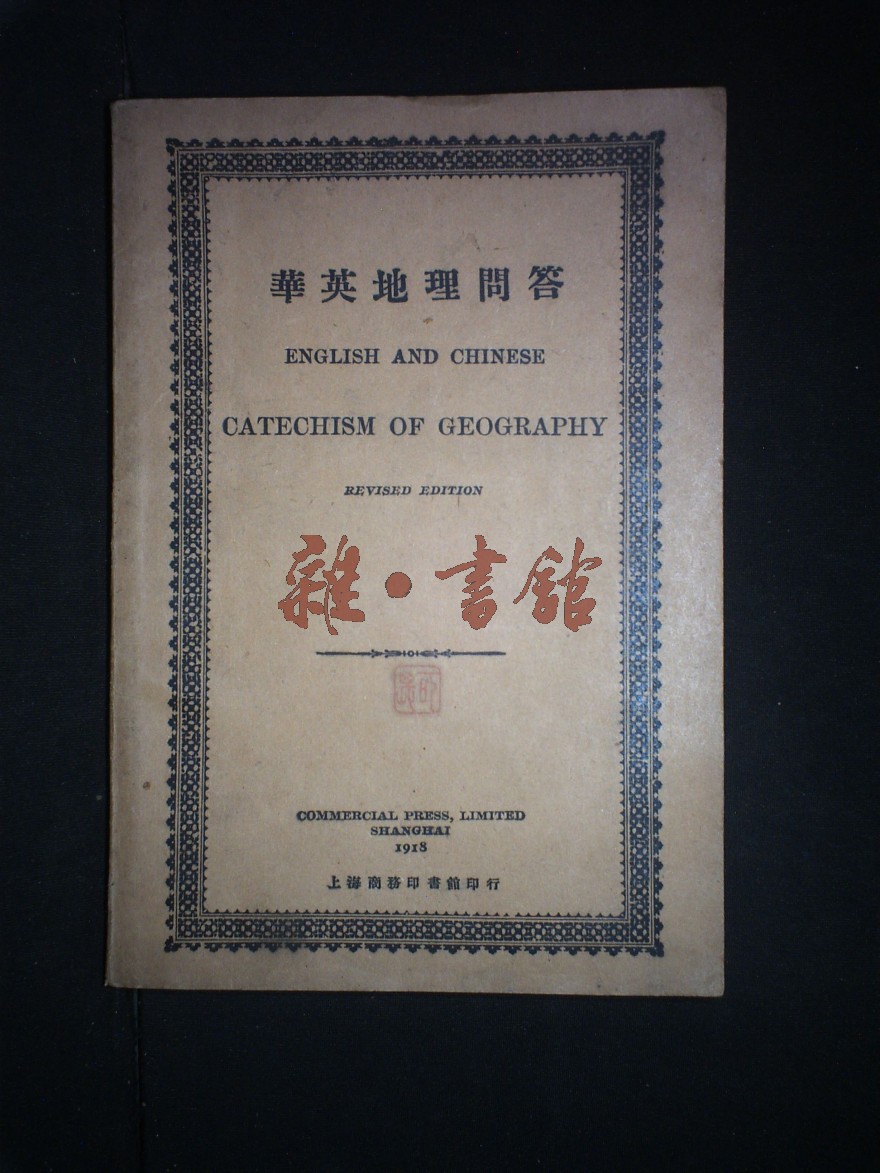 華英地理問答
ENGLISH AND CHINESE
CATECHISM OF GEOGRAPHY
REVISED EDITION
雜·書館
COMMERCIAL PRESS, LIMITED
SHANGHAI
1918
上海商務印書館印行